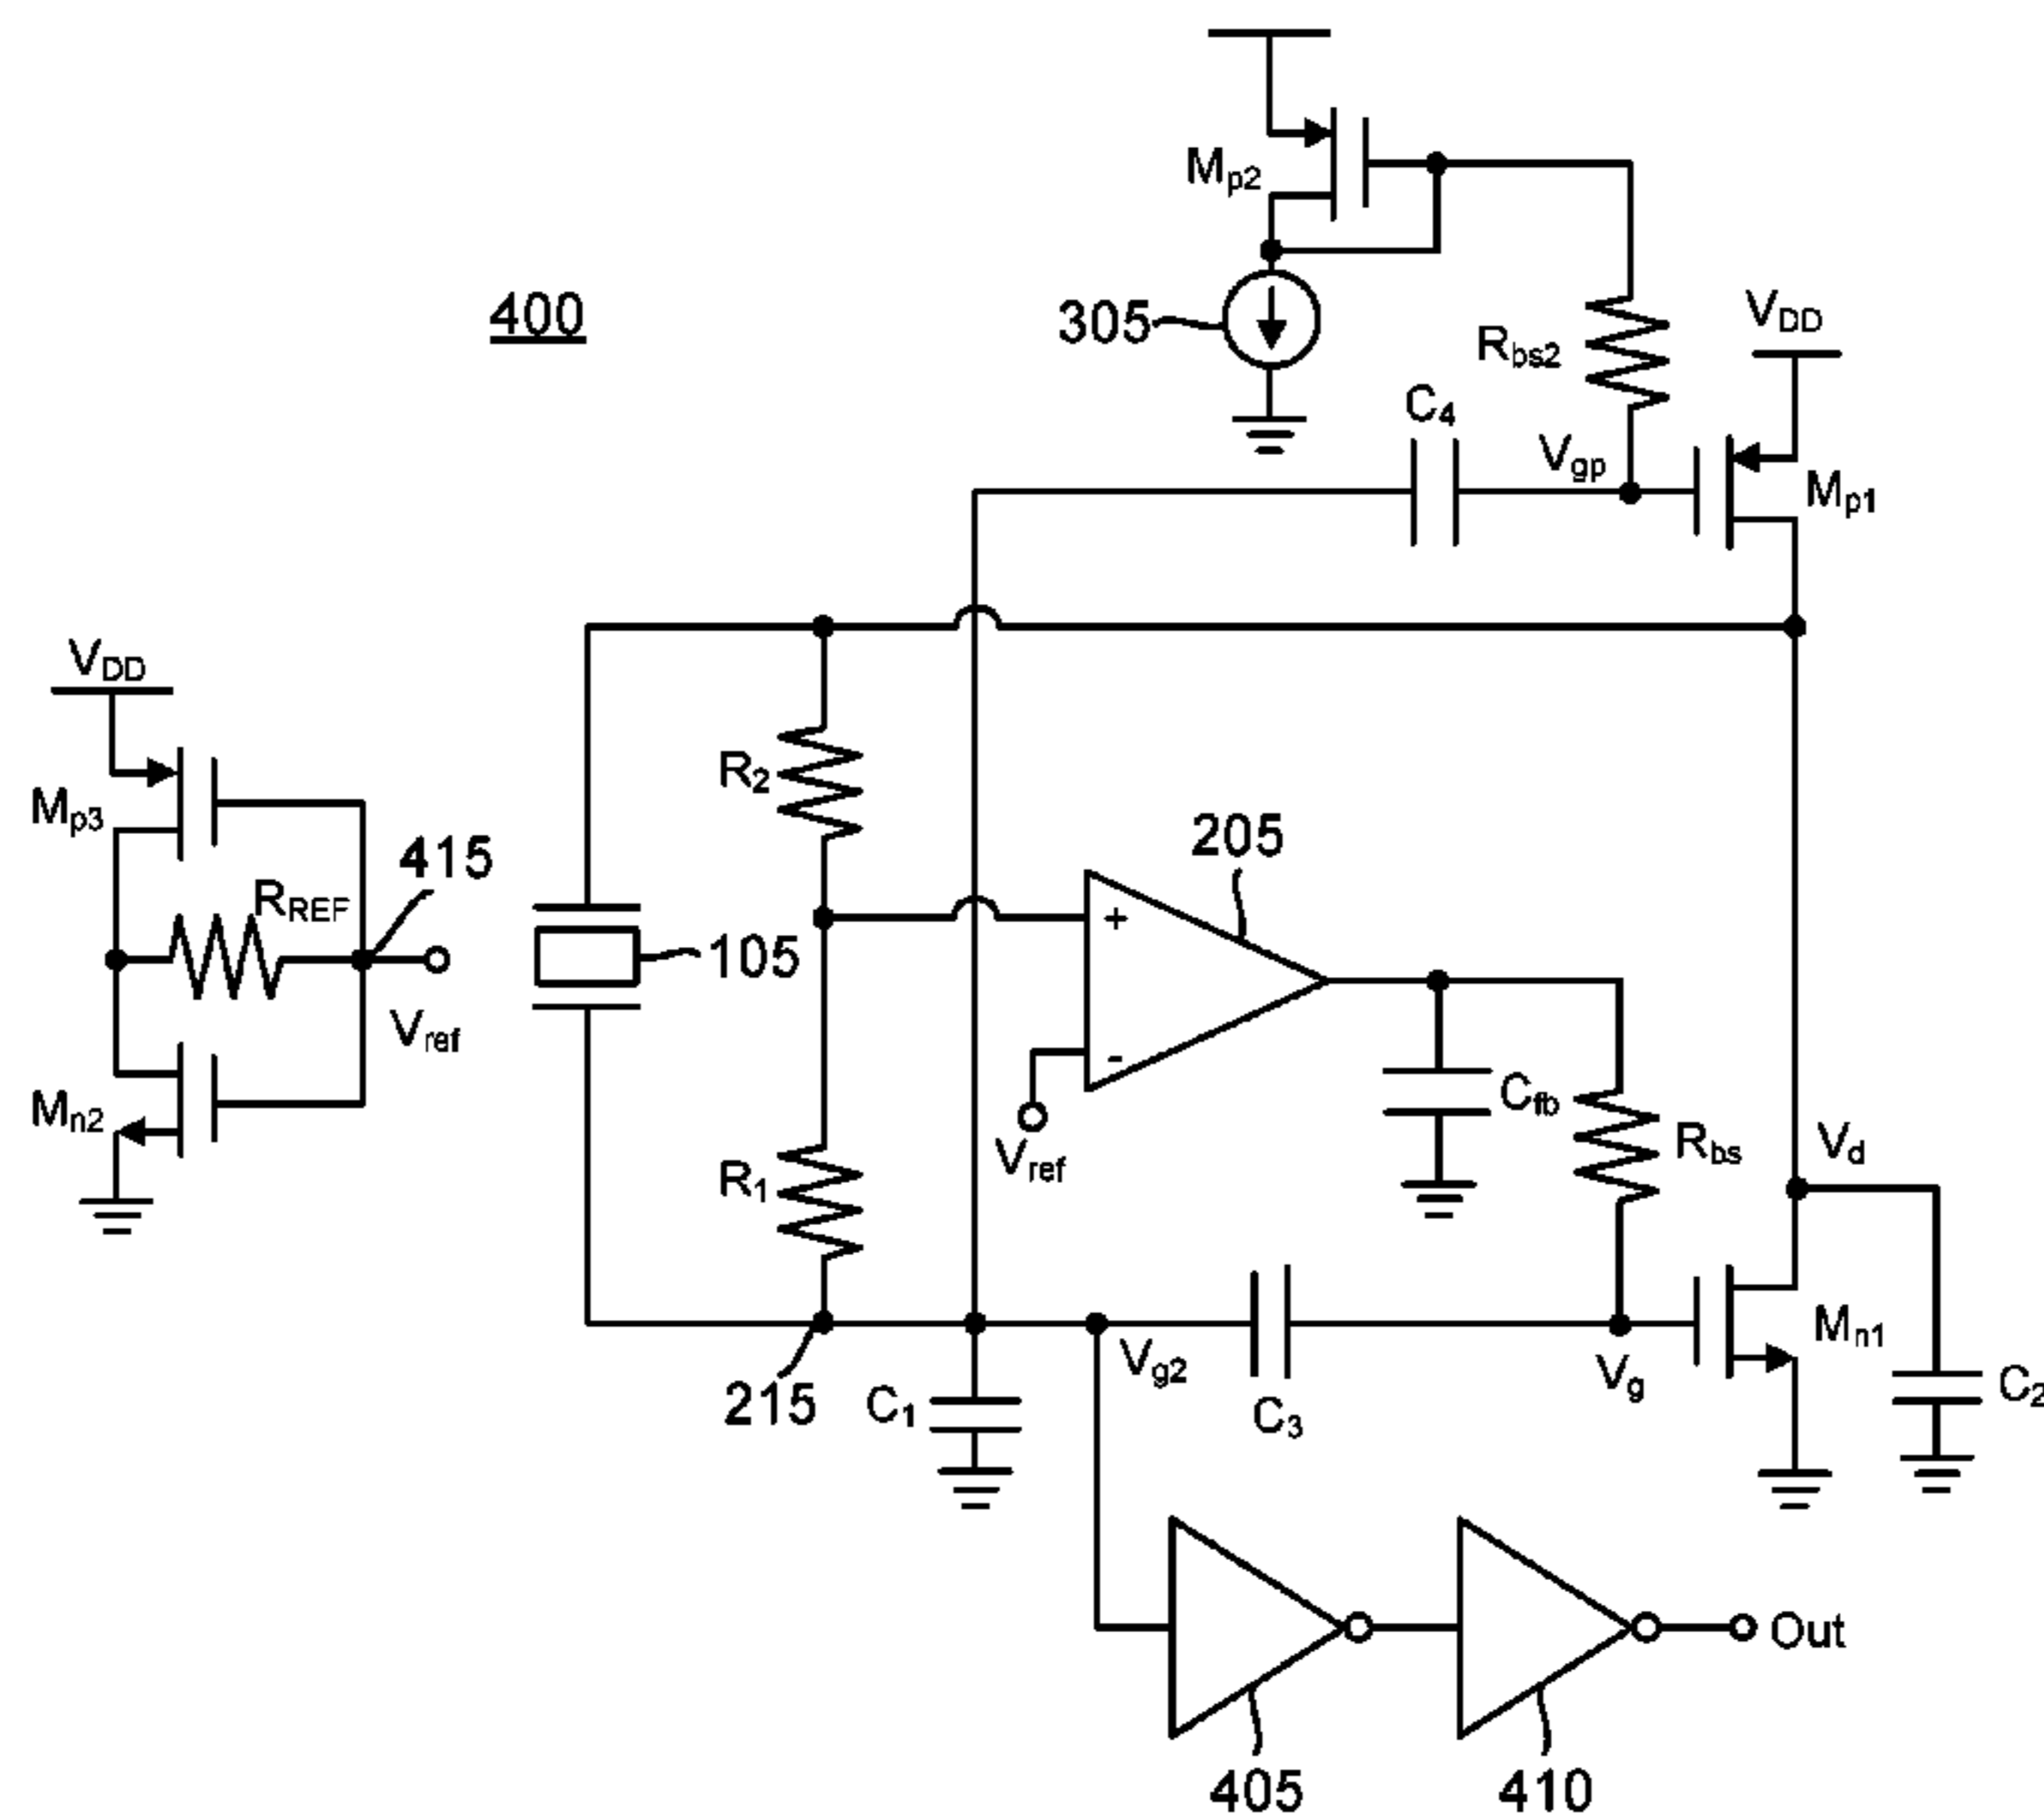 400
Mp2
305
Rbs2
VDD
C4
Vgp
Mp1
VDD
Mp3
415
RREF
Vref
Mn2
R2
105
205
+
-
Vref
Cfb
Rbs
Vd
R1
215
C1
Vg2
C3
Vg
Mn1
C2
Out
405
410